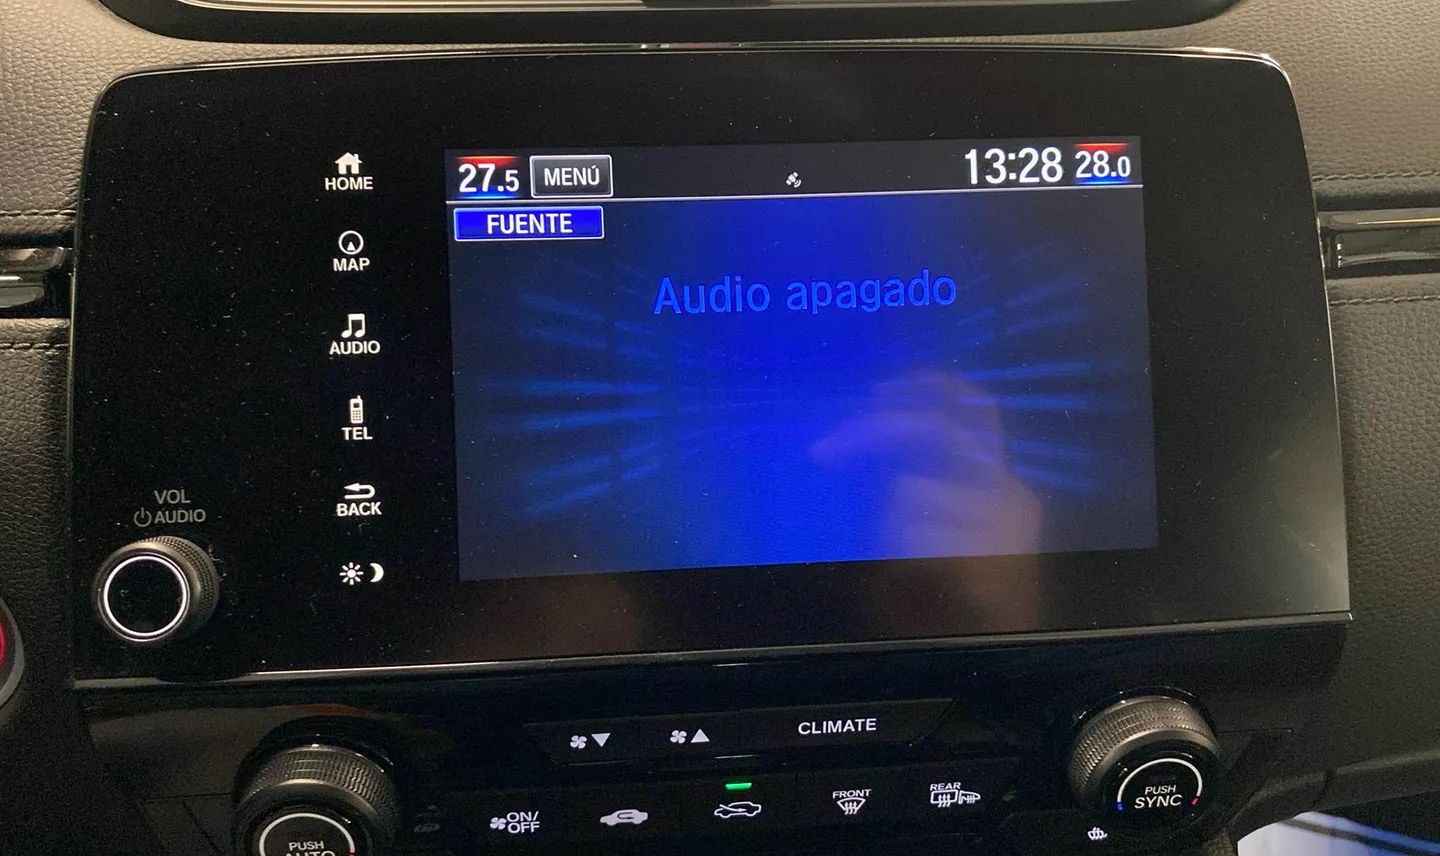 27.5 MENÚ 13:28 28.0
FUENTE
Audio apagado
HOME
MAP
AUDIO
TEL
BACK
VOL
AUDIO
CLIMATE
ON/
OFF
FRONT
REAR
PUSH
SYNC
PUSH
AUTO